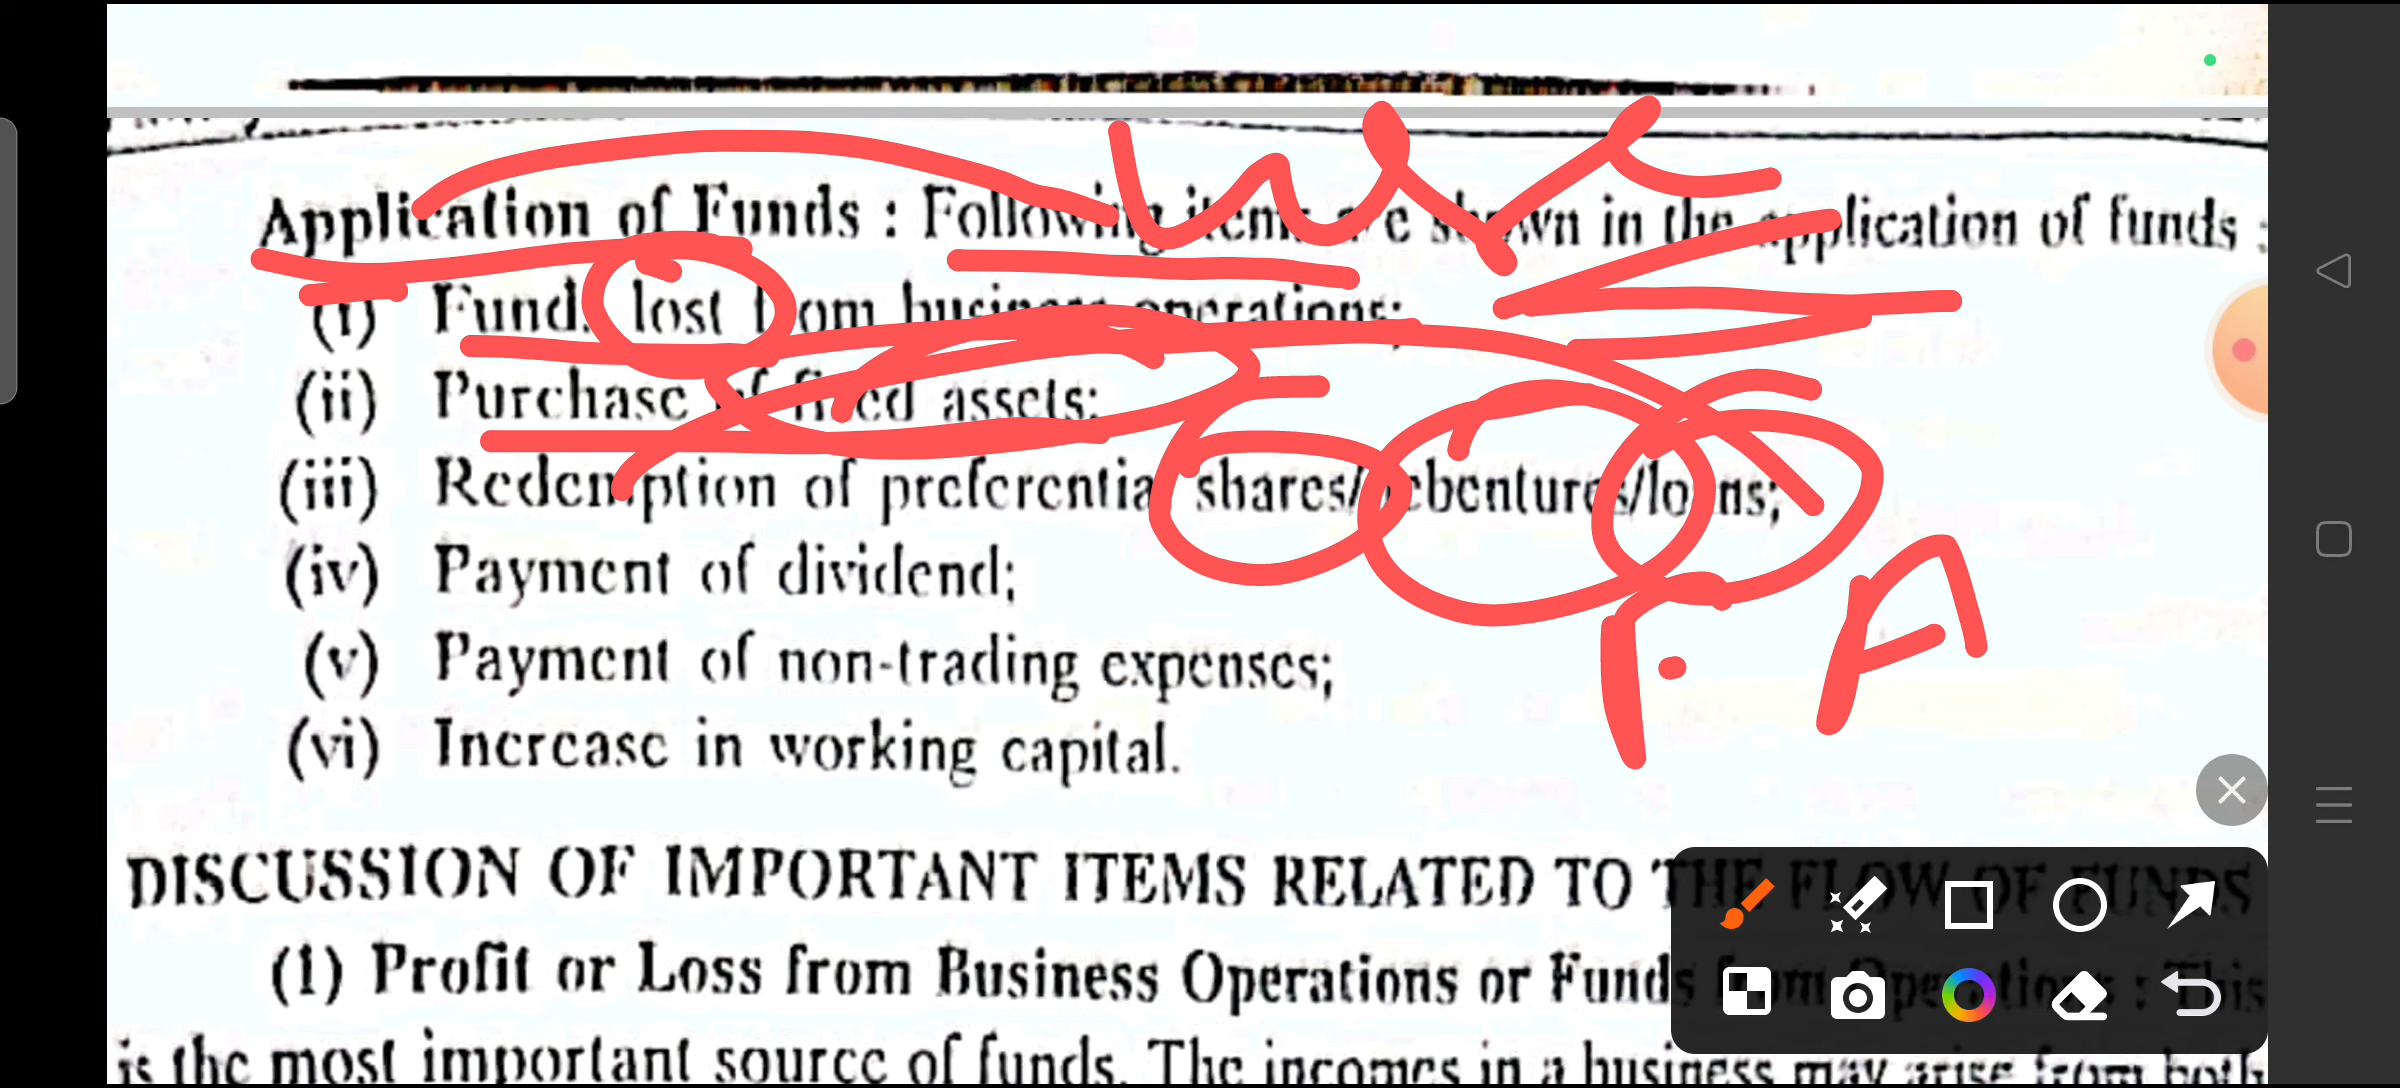 Application of Funds : Following items are shown in the application of funds :
(i) Funds lost from business operations;
(ii) Purchase of fixed assets;
(iii) Redemption of preferential shares/debentures/loans;
(iv) Payment of dividend;
(v) Payment of non-trading expenses;
(vi) Increase in working capital.
F. A
DISCUSSION OF IMPORTANT ITEMS RELATED TO THE FLOW OF FUNDS
(1) Profit or Loss from Business Operations or Funds from Operations : This
is the most important source of funds. The incomes in a business may arise from both